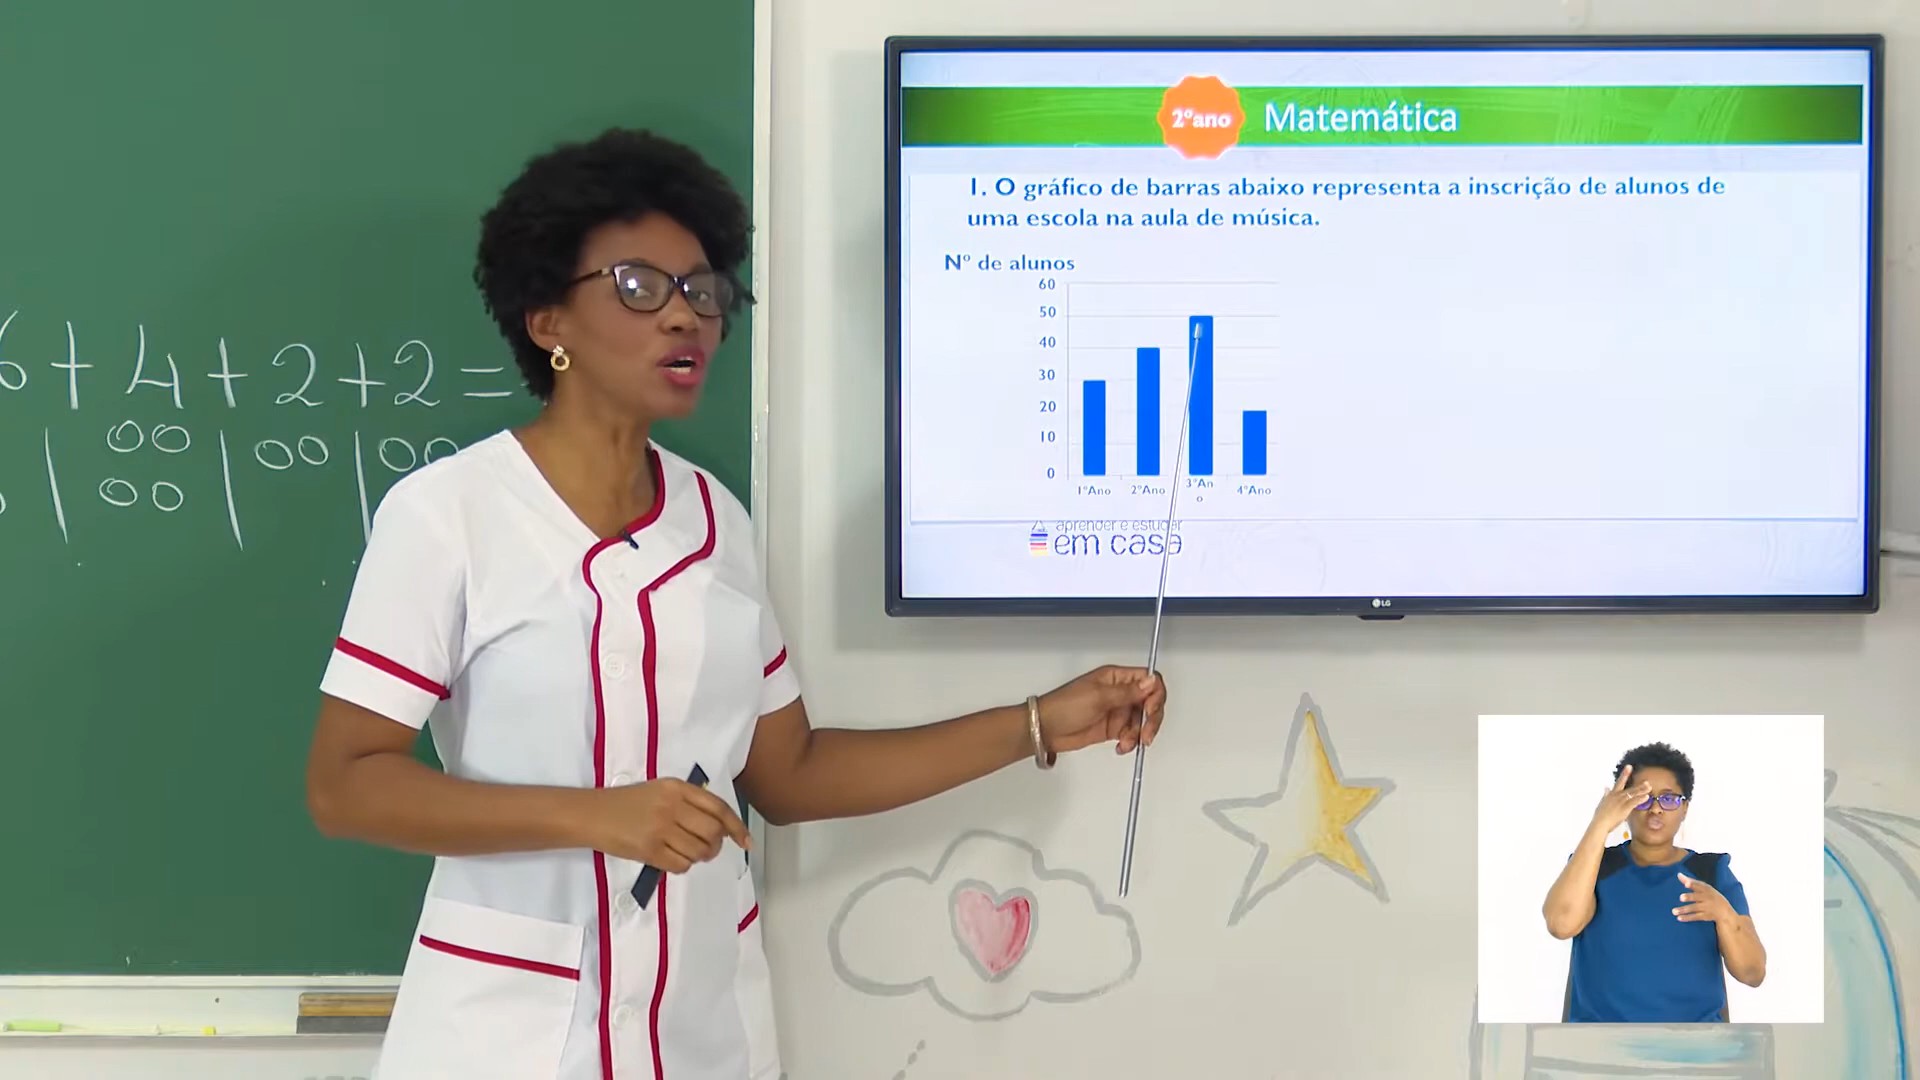 6 + 4 + 2 + 2 =
2ºano
Matemática
1. O gráfico de barras abaixo representa a inscrição de alunos de
uma escola na aula de música.
Nº de alunos
60
50
40
30
20
10
0
1ºAno 2ºAno 3ºAn
o 4ºAno
aprender e estudar
em casa
LG